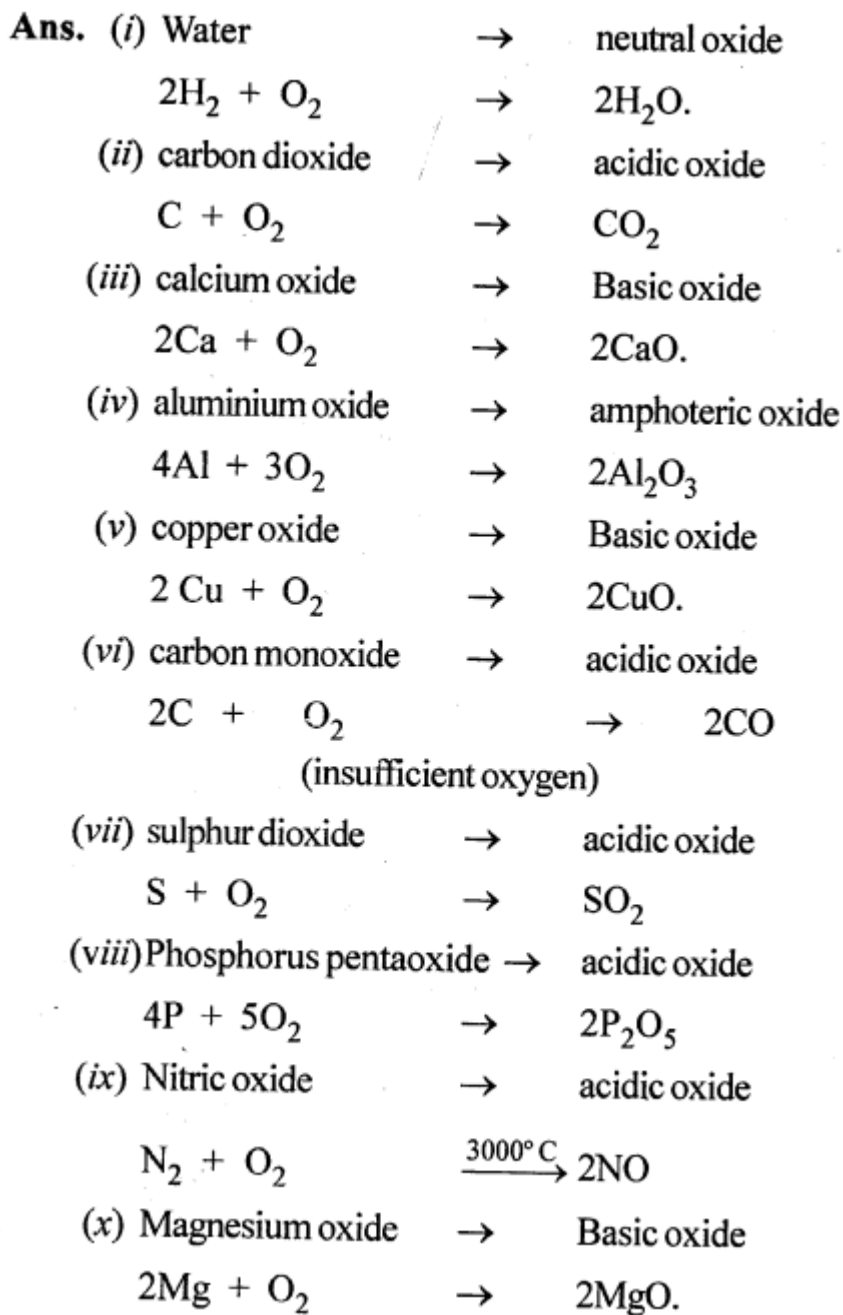 Ans. (i) Water → neutral oxide
2H₂ + O₂ → 2H₂O.
(ii) carbon dioxide → acidic oxide
C + O₂ → CO₂
(iii) calcium oxide → Basic oxide
2Ca + O₂ → 2CaO.
(iv) aluminium oxide → amphoteric oxide
4Al + 3O₂ → 2Al₂O₃
(v) copper oxide → Basic oxide
2 Cu + O₂ → 2CuO.
(vi) carbon monoxide → acidic oxide
2C + O₂ → 2CO
(insufficient oxygen)
(vii) sulphur dioxide → acidic oxide
S + O₂ → SO₂
(viii) Phosphorus pentaoxide → acidic oxide
4P + 5O₂ → 2P₂O₅
(ix) Nitric oxide → acidic oxide
N₂ + O₂ 3000° C → 2NO
(x) Magnesium oxide → Basic oxide
2Mg + O₂ → 2MgO.